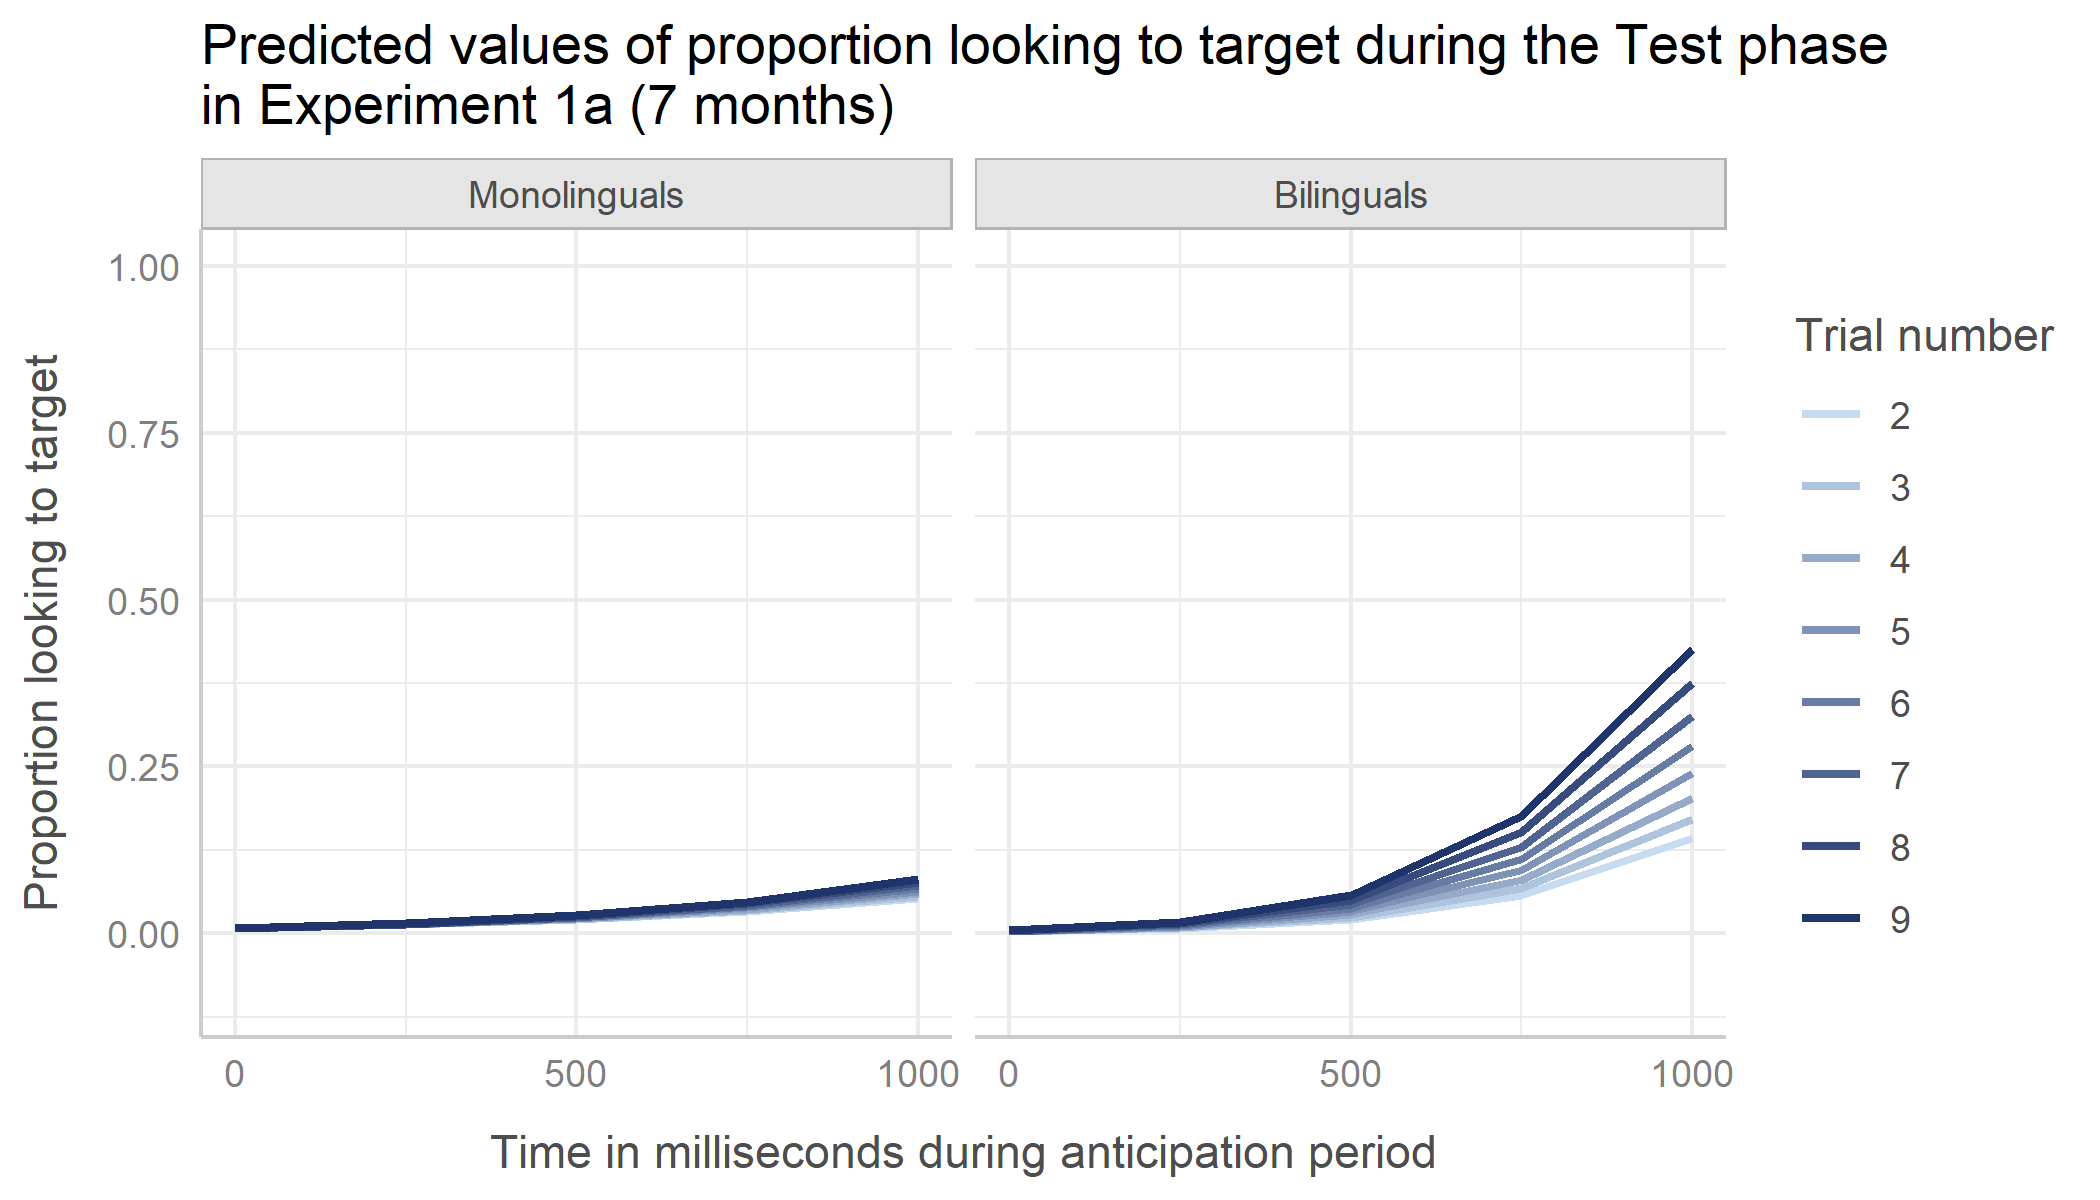 Predicted values of proportion looking to target during the Test phase
in Experiment 1a (7 months)
Monolinguals
Bilinguals
1.00
0.75
0.50
0.25
0.00
Proportion looking to target
0
500
1000
0
500
1000
Time in milliseconds during anticipation period
Trial number
2
3
4
5
6
7
8
9